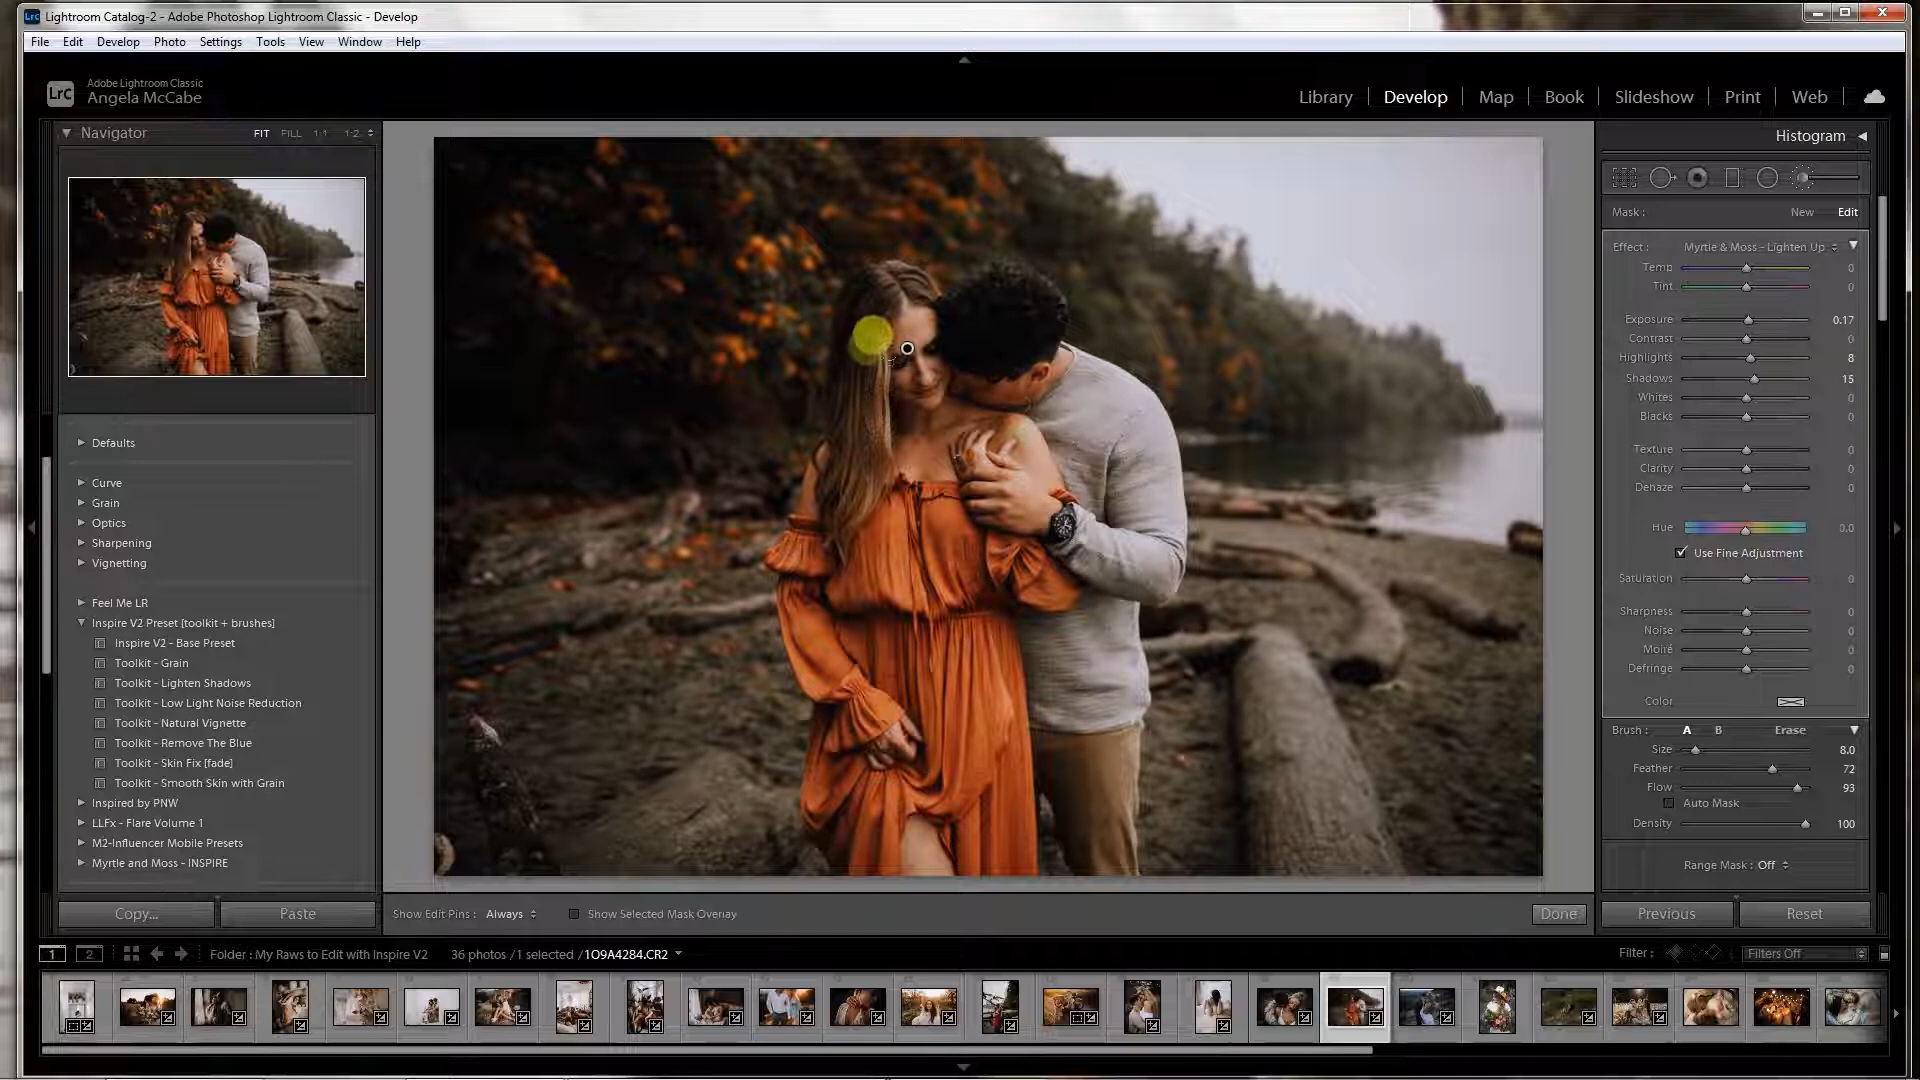 Lightroom Catalog-2 - Adobe Photoshop Lightroom Classic - Develop
File Edit Develop Photo Settings Tools View Window Help
LrC
Adobe Lightroom Classic
Angela McCabe
Library | Develop | Map | Book | Slideshow | Print | Web
Navigator FIT FILL 1:1 1:2
Defaults
Curve
Grain
Optics
Sharpening
Vignetting
Feel Me LR
Inspire V2 Preset [toolkit + brushes]
Inspire V2 - Base Preset
Toolkit - Grain
Toolkit - Lighten Shadows
Toolkit - Low Light Noise Reduction
Toolkit - Natural Vignette
Toolkit - Remove The Blue
Toolkit - Skin Fix [fade]
Toolkit - Smooth Skin with Grain
Inspired by PNW
LLFx - Flare Volume 1
M2-Influencer Mobile Presets
Myrtle and Moss - INSPIRE
Copy... Paste
Show Edit Pins : Always Show Selected Mask Overlay Done
Histogram
Mask : New Edit
Effect : Myrtle & Moss - Lighten Up
Temp 0
Tint 0
Exposure 0.17
Contrast 0
Highlights 8
Shadows 15
Whites 0
Blacks 0
Texture 0
Clarity 0
Dehaze 0
Hue 0.0
Use Fine Adjustment
Saturation 0
Sharpness 0
Noise 0
Moiré 0
Defringe 0
Color
Brush : A B Erase
Size 8.0
Feather 72
Flow 93
Auto Mask
Density 100
Range Mask : Off
Previous Reset
1 2 Folder : My Raws to Edit with Inspire V2 36 photos /1 selected /1O9A4284.CR2 Filter : Filters Off